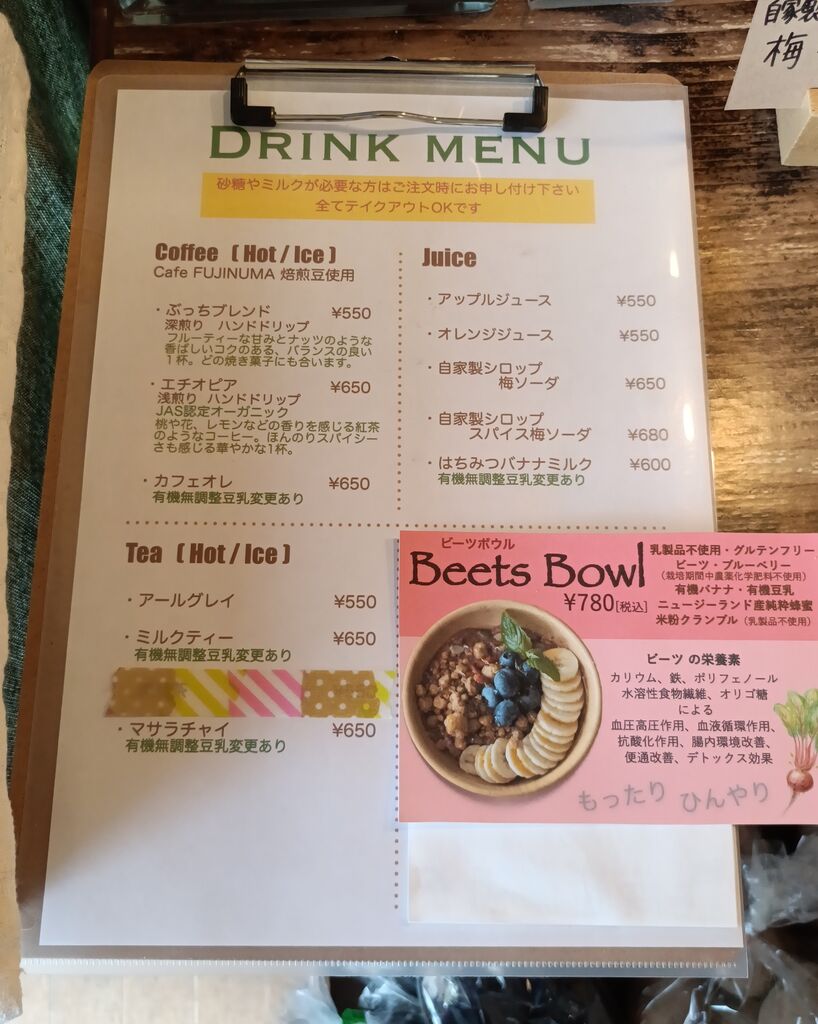 自家製
梅
DRINK MENU
砂糖やミルクが必要な方はご注文時にお申し付け下さい
全てテイクアウトOKです
Coffee ( Hot / Ice )
Cafe FUJINUMA 焙煎豆使用
・ぶっちブレンド ¥550
深煎り ハンドドリップ
フルーティーな甘みとナッツのような
香ばしいコクのある、バランスの良い
1杯。どの焼き菓子にも合います。
・エチオピア ¥650
浅煎り ハンドドリップ
JAS認定オーガニック
桃や花、レモンなどの香りを感じる紅茶
のようなコーヒー。ほんのりスパイシー
さも感じる華やかな1杯。
・カフェオレ ¥650
有機無調整豆乳変更あり
Juice
・アップルジュース ¥550
・オレンジジュース ¥550
・自家製シロップ
梅ソーダ ¥650
・自家製シロップ
スパイス梅ソーダ ¥680
・はちみつバナナミルク ¥600
有機無調整豆乳変更あり
Tea ( Hot / Ice )
・アールグレイ ¥550
・ミルクティー ¥650
有機無調整豆乳変更あり
・マサラチャイ ¥650
有機無調整豆乳変更あり
ビーツボウル
Beets Bowl
¥780[税込]
乳製品不使用・グルテンフリー
ビーツ・ブルーベリー
（栽培期間中農薬化学肥料不使用）
有機バナナ・有機豆乳
ニュージーランド産純粋蜂蜜
米粉クランブル（乳製品不使用）
ビーツ の栄養素
カリウム、鉄、ポリフェノール
水溶性食物繊維、オリゴ糖
による
血圧高圧作用、血液循環作用、
抗酸化作用、腸内環境改善、
便通改善、デトックス効果
もったり ひんやり